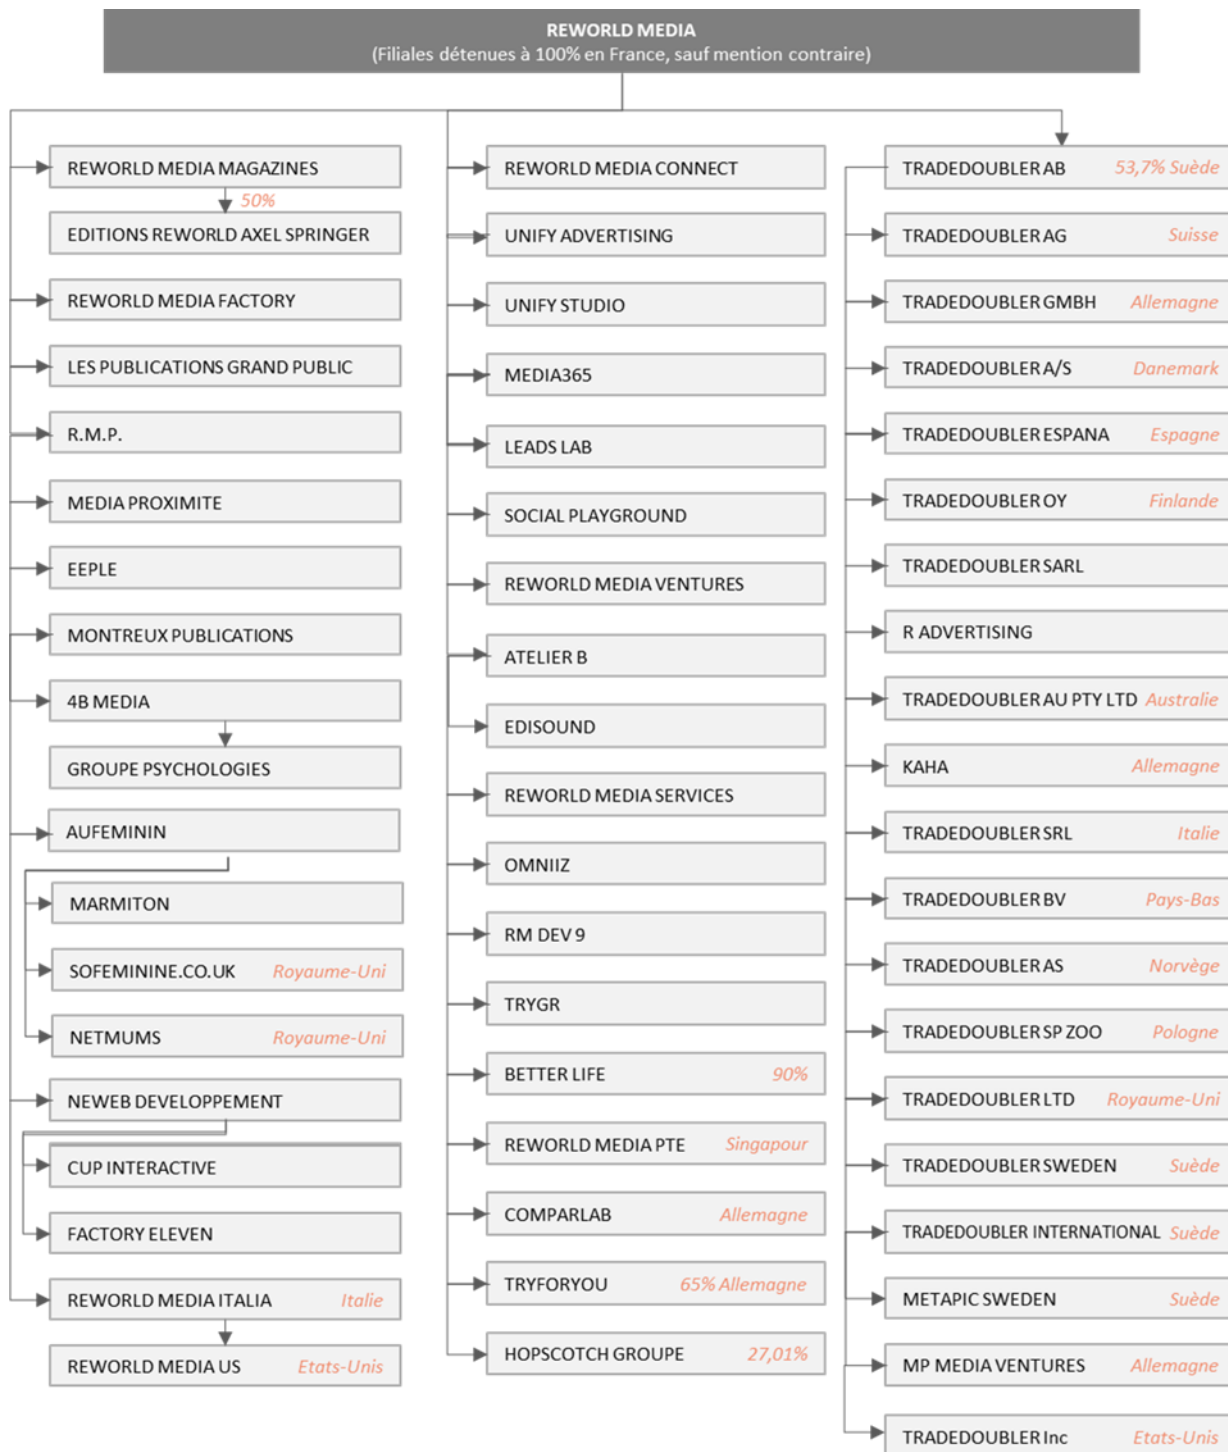 REWORLD MEDIA
(Filiales détenues à 100% en France, sauf mention contraire)
REWORLD MEDIA MAGAZINES
50%
EDITIONS REWORLD AXEL SPRINGER
REWORLD MEDIA FACTORY
LES PUBLICATIONS GRAND PUBLIC
R.M.P.
MEDIA PROXIMITE
EEPLE
MONTREUX PUBLICATIONS
4B MEDIA
GROUPE PSYCHOLOGIES
AUFEMININ
MARMITON
SOFEMININE.CO.UK Royaume-Uni
NETMUMS Royaume-Uni
NEWEB DEVELOPPEMENT
CUP INTERACTIVE
FACTORY ELEVEN
REWORLD MEDIA ITALIA Italie
REWORLD MEDIA US Etats-Unis
REWORLD MEDIA CONNECT
UNIFY ADVERTISING
UNIFY STUDIO
MEDIA365
LEADS LAB
SOCIAL PLAYGROUND
REWORLD MEDIA VENTURES
ATELIER B
EDISOUND
REWORLD MEDIA SERVICES
OMNIIZ
RM DEV 9
TRYGR
BETTER LIFE 90%
REWORLD MEDIA PTE Singapour
COMPARLAB Allemagne
TRYFORYOU 65% Allemagne
HOPSCOTCH GROUPE 27,01%
TRADEDOUBLER AB 53,7% Suède
TRADEDOUBLER AG Suisse
TRADEDOUBLER GMBH Allemagne
TRADEDOUBLER A/S Danemark
TRADEDOUBLER ESPANA Espagne
TRADEDOUBLER OY Finlande
TRADEDOUBLER SARL
R ADVERTISING
TRADEDOUBLER AU PTY LTD Australie
KAHA Allemagne
TRADEDOUBLER SRL Italie
TRADEDOUBLER BV Pays-Bas
TRADEDOUBLER AS Norvège
TRADEDOUBLER SP ZOO Pologne
TRADEDOUBLER LTD Royaume-Uni
TRADEDOUBLER SWEDEN Suède
TRADEDOUBLER INTERNATIONAL Suède
METAPIC SWEDEN Suède
MP MEDIA VENTURES Allemagne
TRADEDOUBLER Inc Etats-Unis